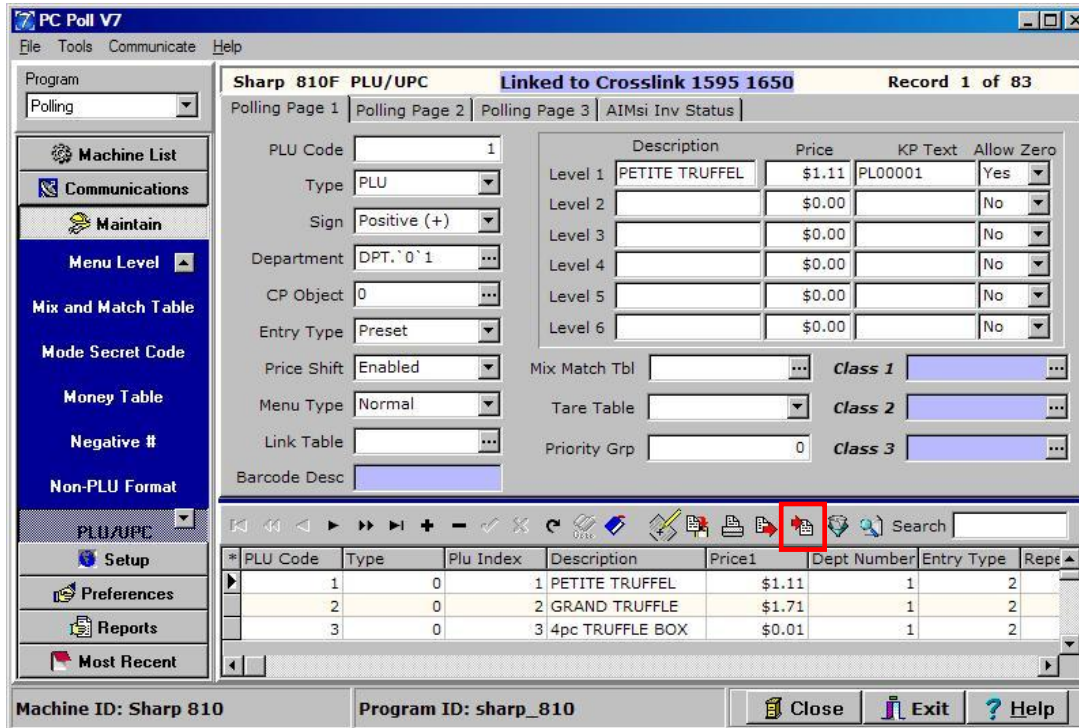 PC Poll V7
File Tools Communicate Help
Program
Polling
Machine List
Communications
Maintain
Menu Level
Mix and Match Table
Mode Secret Code
Money Table
Negative #
Non-PLU Format
PLU/UPC
Setup
Preferences
Reports
Most Recent
Sharp 810F PLU/UPC Linked to Crosslink 1595 1650 Record 1 of 83
Polling Page 1 Polling Page 2 Polling Page 3 AIMsi Inv Status
PLU Code 1
Type PLU
Sign Positive (+)
Department DPT.`0`1
CP Object 0
Entry Type Preset
Price Shift Enabled
Menu Type Normal
Link Table
Barcode Desc
Description Price KP Text Allow Zero
Level 1 PETITE TRUFFEL $1.11 PL00001 Yes
Level 2 $0.00 No
Level 3 $0.00 No
Level 4 $0.00 No
Level 5 $0.00 No
Level 6 $0.00 No
Mix Match Tbl Class 1
Tare Table Class 2
Priority Grp 0 Class 3
Search
* PLU Code Type Plu Index Description Price1 Dept Number Entry Type Repe
1 0 1 PETITE TRUFFEL $1.11 1 2
2 0 2 GRAND TRUFFLE $1.71 1 2
3 0 3 4pc TRUFFLE BOX $0.01 1 2
Machine ID: Sharp 810 Program ID: sharp_810 Close Exit Help